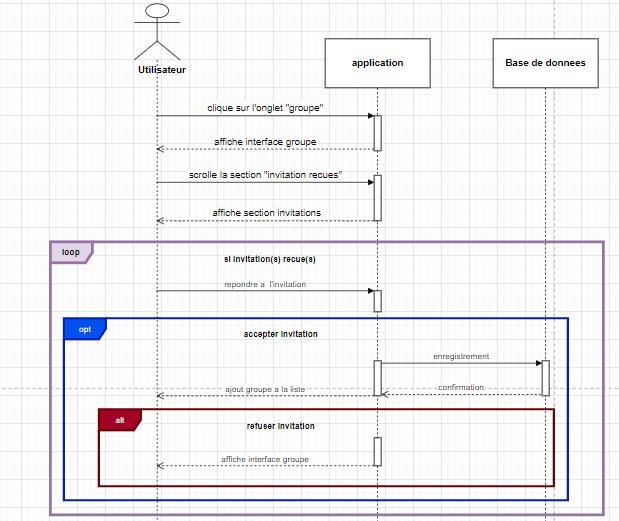 Utilisateur
application
Base de donnees
clique sur l'onglet "groupe"
affiche interface groupe
scrolle la section "invitation recues"
affiche section invitations
loop
si invitation(s) recue(s)
repondre a l'invitation
opt
accepter invitation
enregistrement
confirmation
ajout groupe a la liste
alt
refuser invitation
affiche interface groupe